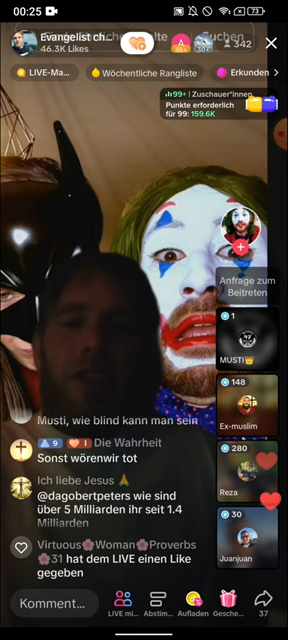 00:25
73
Evangelist ch...
46.3K Likes
30+
30+
342
LIVE-Ma...
Wöchentliche Rangliste
Erkunden
99+ | Zuschauer*innen
Punkte erforderlich
für 99: 159.6K
Anfrage zum
Beitreten
1
MUSTI👑
148
Ex-muslim
280
Reza
30
Juanjuan
Musti, wie blind kann man sein
9 1 Die Wahrheit
Sonst wörenwir tot
Ich liebe Jesus 🙏
@dagobertpeters wie sind
über 5 Milliarden ihr seit 1.4
Milliarden
Virtuous🌸Woman🌸Proverbs
🌸31 hat dem LIVE einen Like
gegeben
Komment...
LIVE mi...
Abstim...
Aufladen
Gesche...
37